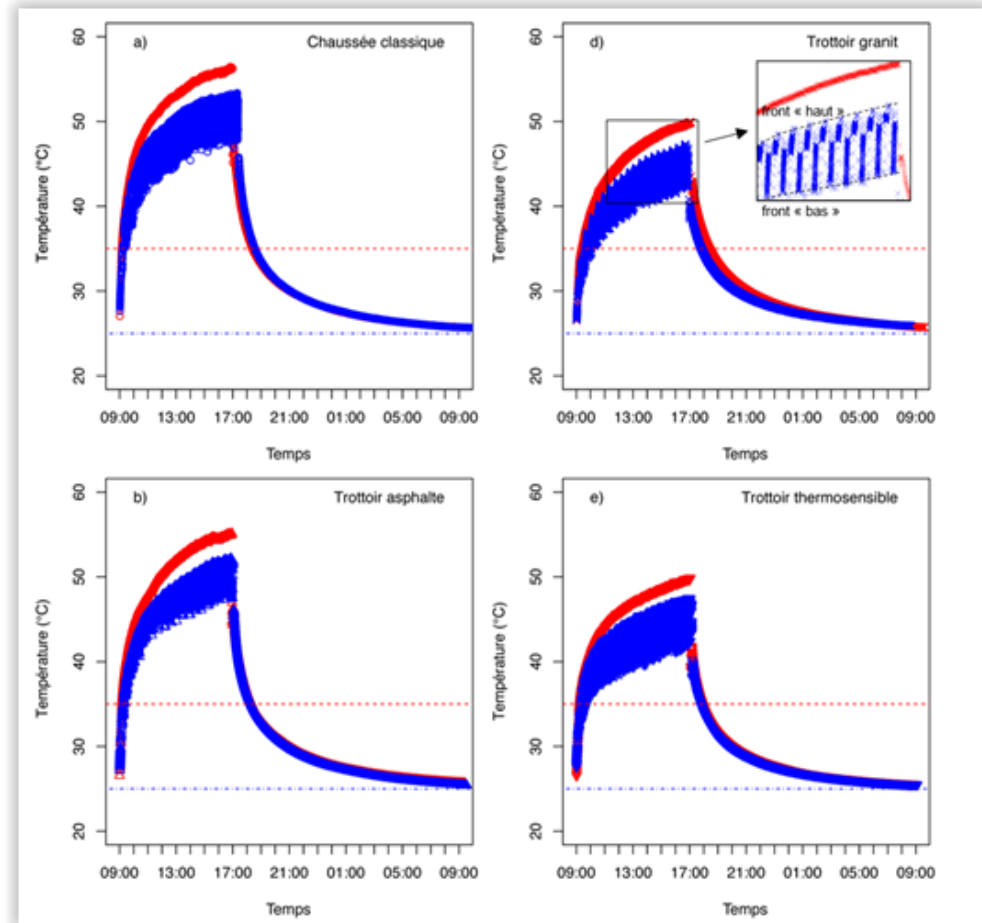 a)
Chaussée classique
60
50
40
30
20
Température (°C)
09:00 13:00 17:00 21:00 01:00 05:00 09:00
Temps
d)
Trottoir granit
front « haut »
front « bas »
60
50
40
30
20
Température (°C)
09:00 13:00 17:00 21:00 01:00 05:00 09:00
Temps
b)
Trottoir asphalte
60
50
40
30
20
Température (°C)
09:00 13:00 17:00 21:00 01:00 05:00 09:00
Temps
e)
Trottoir thermosensible
60
50
40
30
20
Température (°C)
09:00 13:00 17:00 21:00 01:00 05:00 09:00
Temps